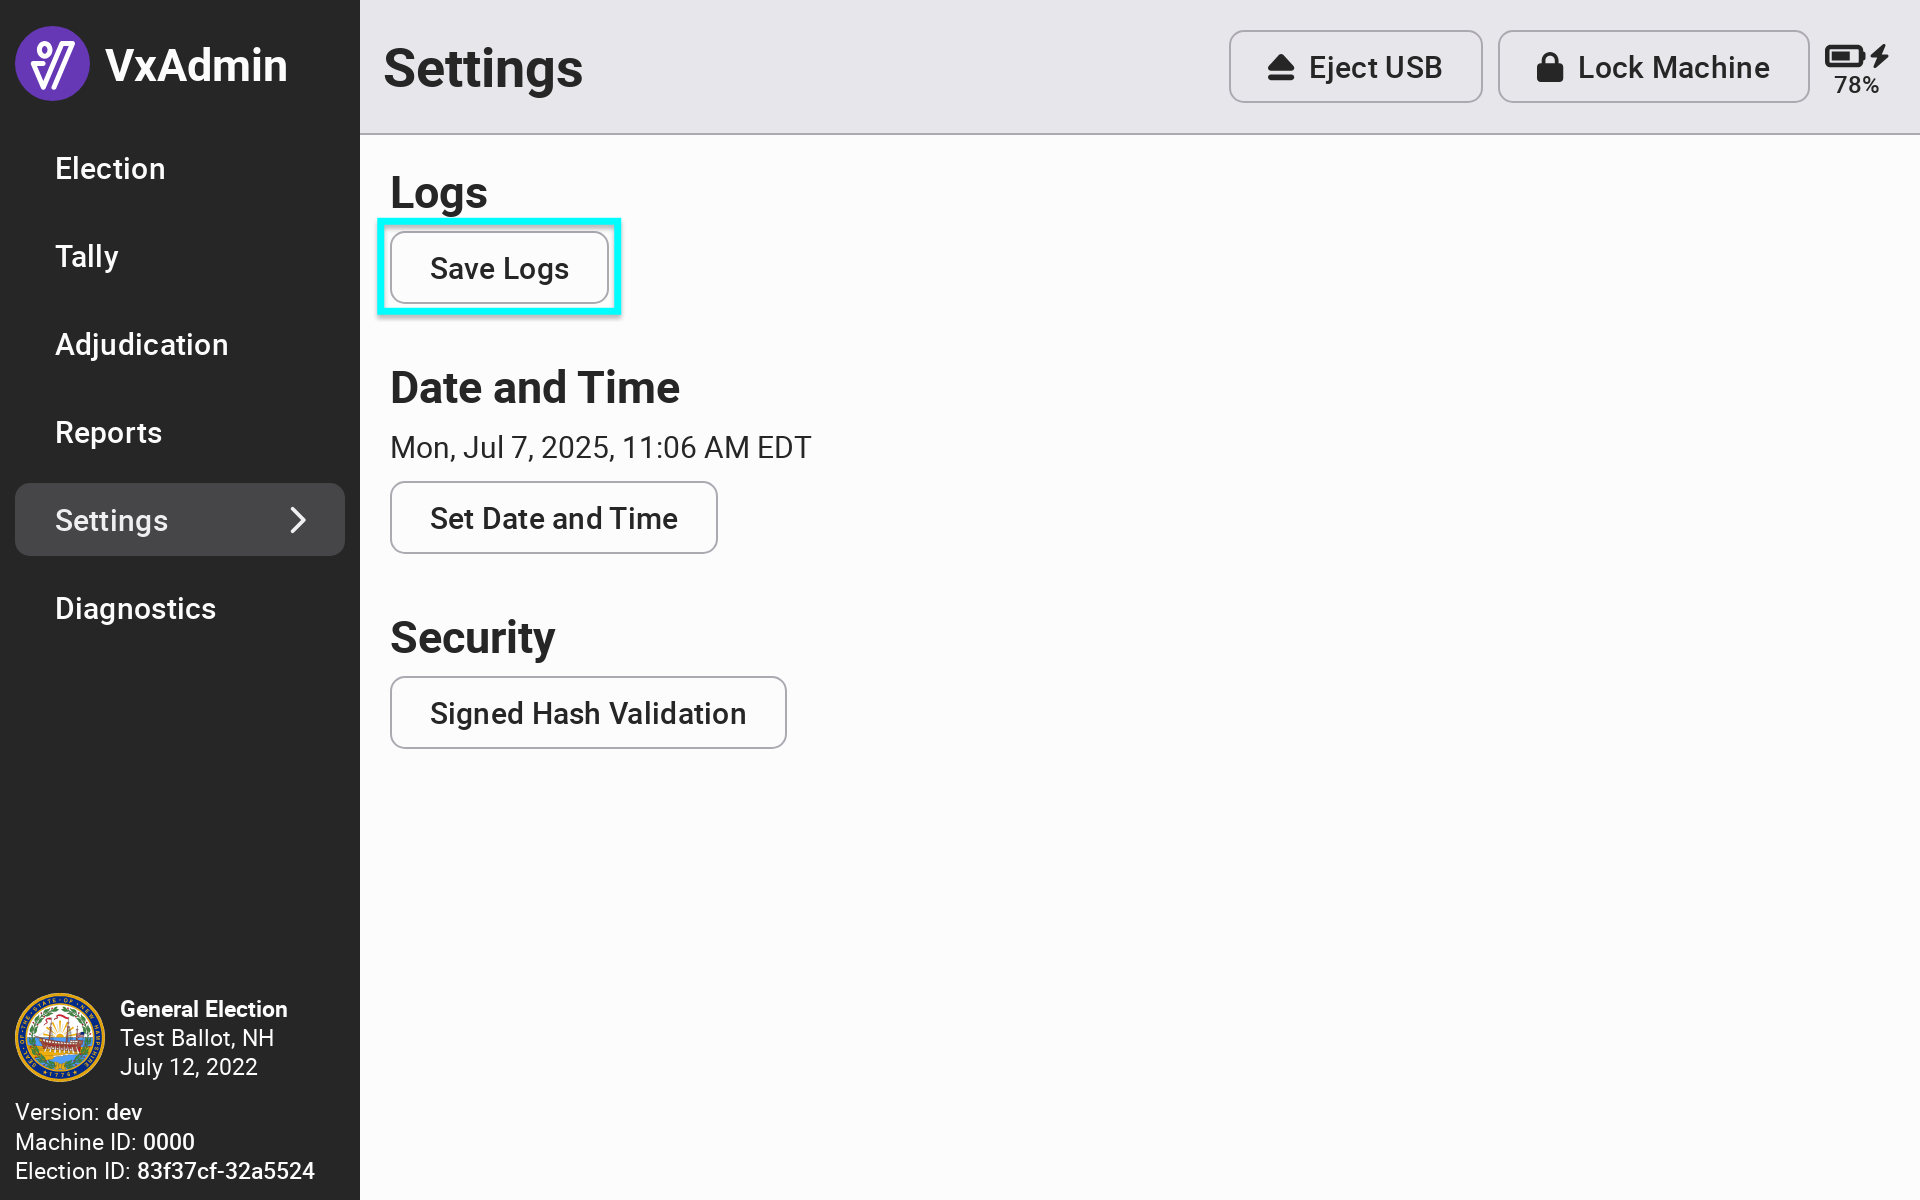 VxAdmin
Election
Tally
Adjudication
Reports
Settings
Diagnostics
General Election
Test Ballot, NH
July 12, 2022
Version: dev
Machine ID: 0000
Election ID: 83f37cf-32a5524
Settings
Eject USB
Lock Machine
78%
Logs
Save Logs
Date and Time
Mon, Jul 7, 2025, 11:06 AM EDT
Set Date and Time
Security
Signed Hash Validation